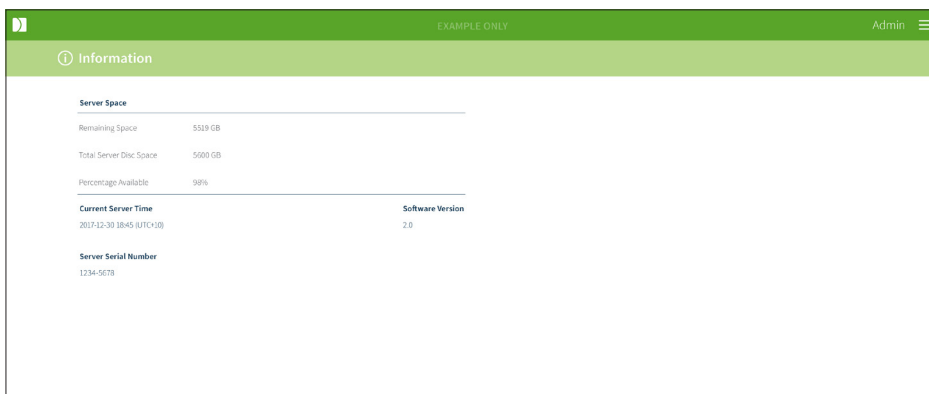 EXAMPLE ONLY
Admin
Information
Server Space
Remaining Space 5519 GB
Total Server Disc Space 5600 GB
Percentage Available 98%
Current Server Time Software Version
2017-12-30 18:45 (UTC+10) 2.0
Server Serial Number
1234-5678